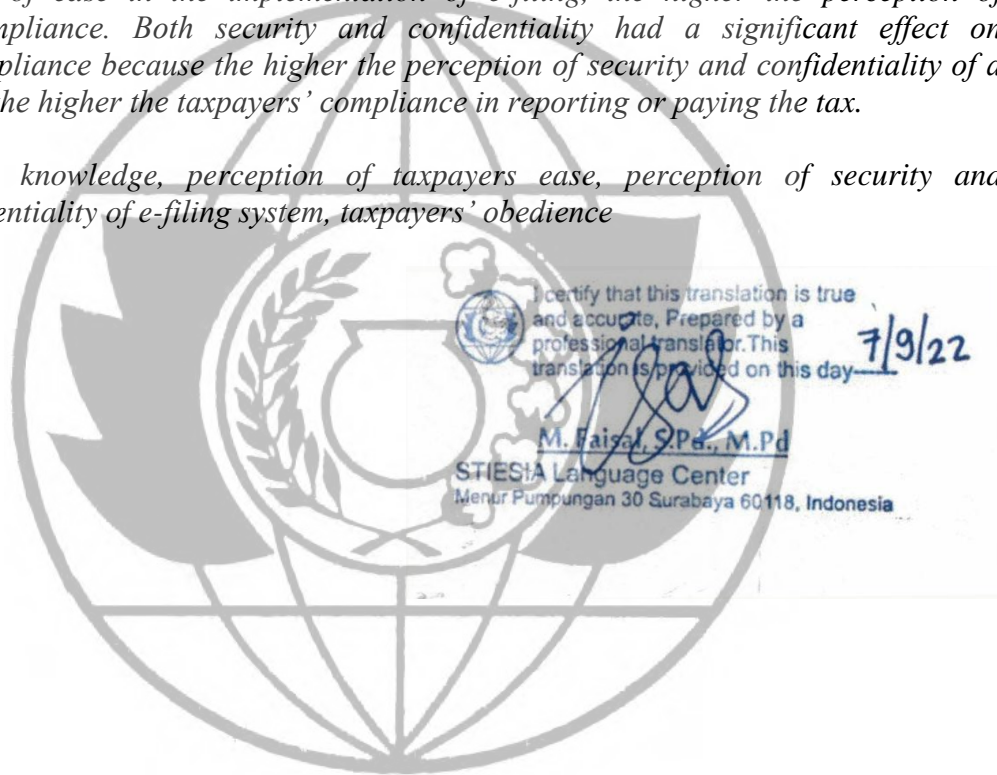 of ease in the implementation of e-filing, the higher the perception of
mpliance. Both security and confidentiality had a significant effect on
pliance because the higher the perception of security and confidentiality of a
he higher the taxpayers' compliance in reporting or paying the tax.
knowledge, perception of taxpayers ease, perception of security and
entiality of e-filing system, taxpayers' obedience
I certify that this translation is true
and accurate, Prepared by a
professional translator. This
translation is provided on this day 7/9/22
M. Faisal, S.Pd., M.Pd
STIESIA Language Center
Menur Pumpungan 30 Surabaya 60118, Indonesia